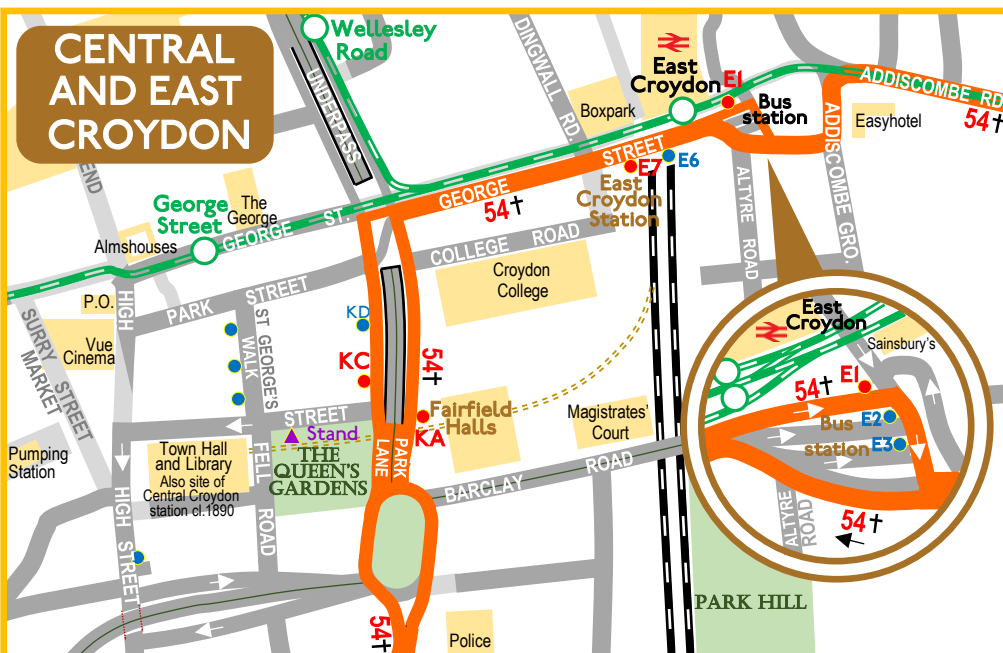 CENTRAL
AND EAST
CROYDON
Wellesley
Road
UNDERPASS
DINGWALL RD.
East
Croydon
E1
Bus
station
Boxpark
ADDISCOMBE RD
54†
Easyhotel
ADDISCOMBE GRO.
END
George
Street
The
George
Almshouses
GEORGE ST.
GEORGE STREET
54†
E7
E6
East
Croydon
Station
ALTYRE ROAD
COLLEGE ROAD
Croydon
College
P.O.
HIGH
PARK STREET
SURRY STREET
MARKET
Vue
Cinema
ST GEORGE'S
WALK
KD
KC
54†
KA
Fairfield
Halls
STREET
Stand
THE
QUEEN'S
GARDENS
Magistrates'
Court
Pumping
Station
Town Hall
and Library
Also site of
Central Croydon
station cl.1890
FELL ROAD
PARK
LANE
BARCLAY ROAD
HIGH STREET
East
Croydon
Sainsbury's
54†
E1
E2
Bus
station
E3
54†
ALTYRE
ROAD
PARK HILL
54†
Police